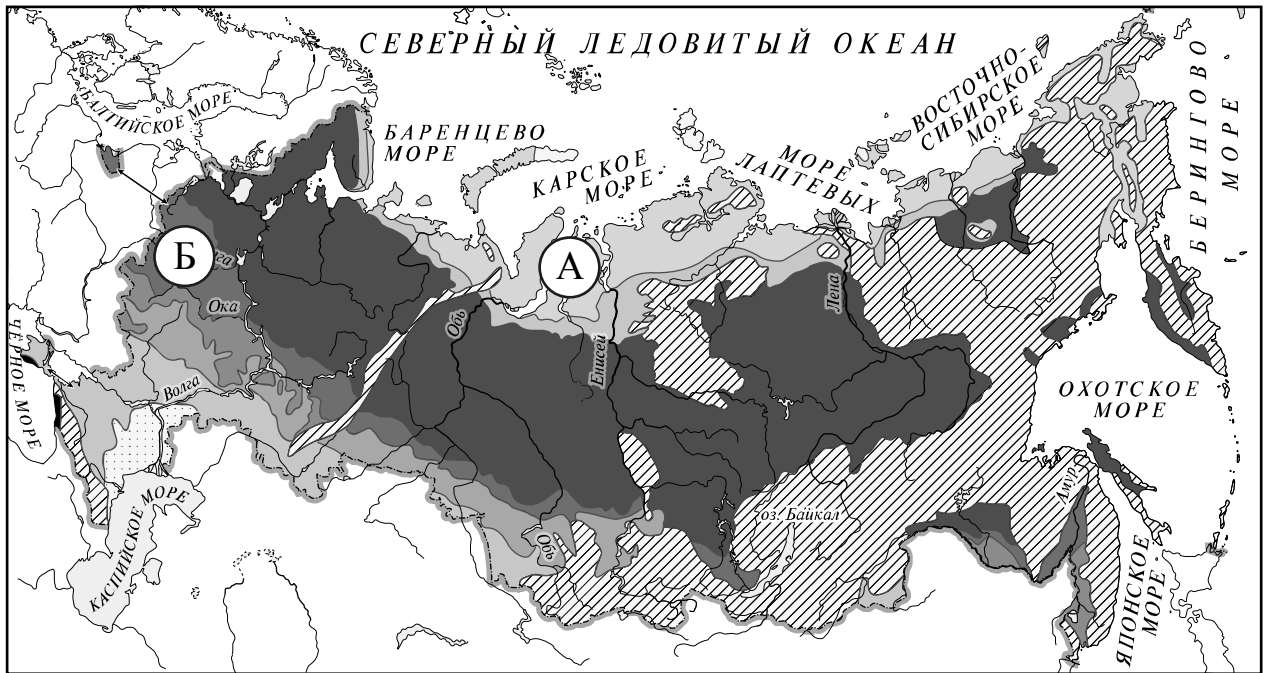 СЕВЕРНЫЙ ЛЕДОВИТЫЙ ОКЕАН
БАЛТИЙСКОЕ МОРЕ
БАРЕНЦЕВО
МОРЕ
КАРСКОЕ
МОРЕ
МОРЕ
ЛАПТЕВЫХ
ВОСТОЧНО-
СИБИРСКОЕ
МОРЕ
БЕРИНГОВО
МОРЕ
А
Б
Ока
Обь
Енисей
Лена
Волга
ЧЁРНОЕ МОРЕ
ОХОТСКОЕ
МОРЕ
КАСПИЙСКОЕ МОРЕ
Обь
оз. Байкал
Амур
ЯПОНСКОЕ
МОРЕ